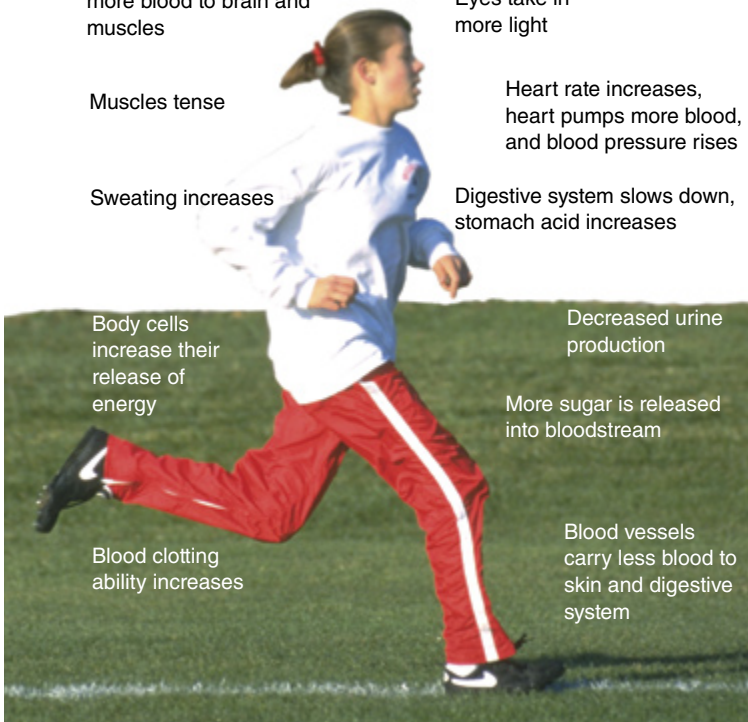 more blood to brain and
muscles
Eyes take in
more light
Muscles tense
Heart rate increases,
heart pumps more blood,
and blood pressure rises
Sweating increases
Digestive system slows down,
stomach acid increases
Body cells
increase their
release of
energy
Decreased urine
production
More sugar is released
into bloodstream
Blood clotting
ability increases
Blood vessels
carry less blood to
skin and digestive
system